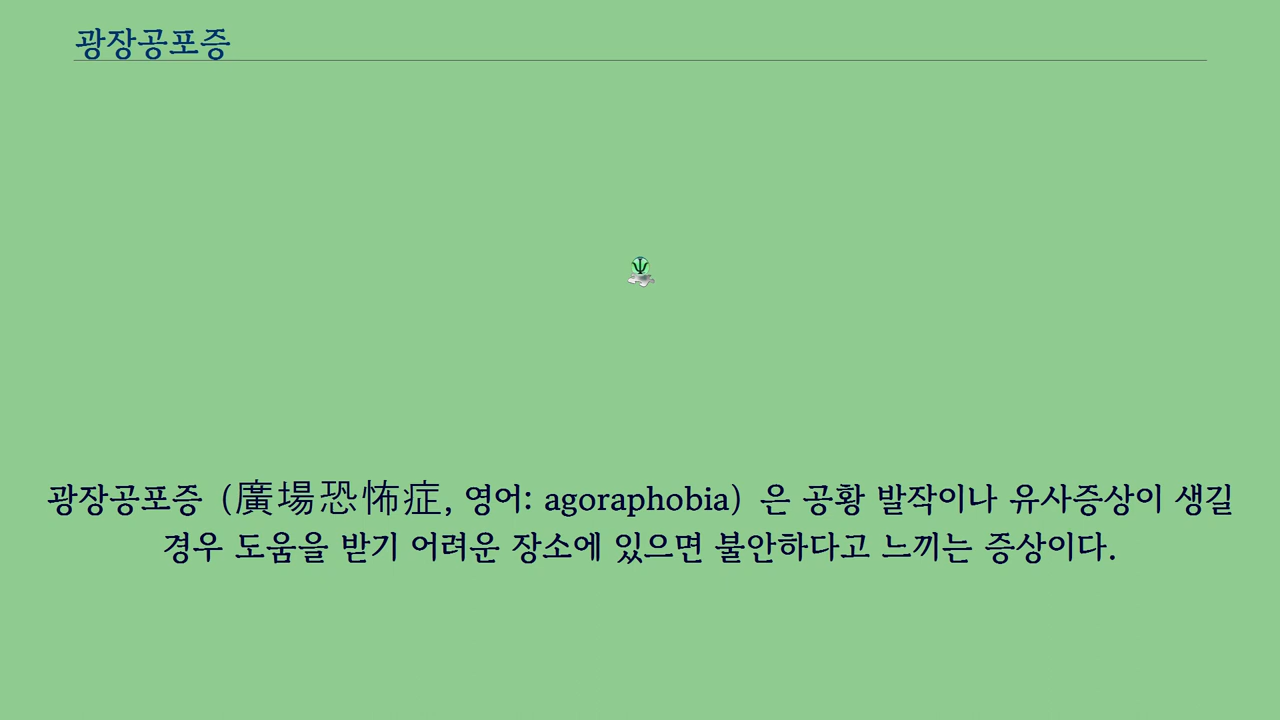 광장공포증
광장공포증 (廣場恐怖症, 영어: agoraphobia) 은 공황 발작이나 유사증상이 생길
경우 도움을 받기 어려운 장소에 있으면 불안하다고 느끼는 증상이다.